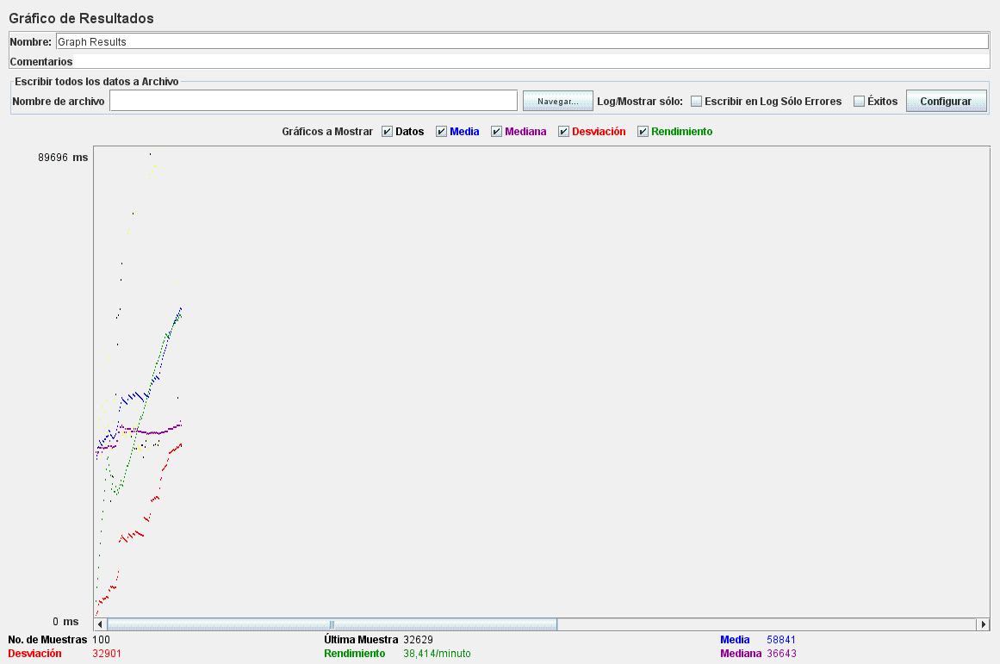 Gráfico de Resultados
Nombre: Graph Results
Comentarios
Escribir todos los datos a Archivo
Nombre de archivo Navegar... Log/Mostrar sólo: Escribir en Log Sólo Errores Éxitos Configurar
Gráficos a Mostrar Datos Media Mediana Desviación Rendimiento
89696 ms
0 ms
No. de Muestras 100 Última Muestra 32629 Media 58841
Desviación 32901 Rendimiento 38,414/minuto Mediana 36643